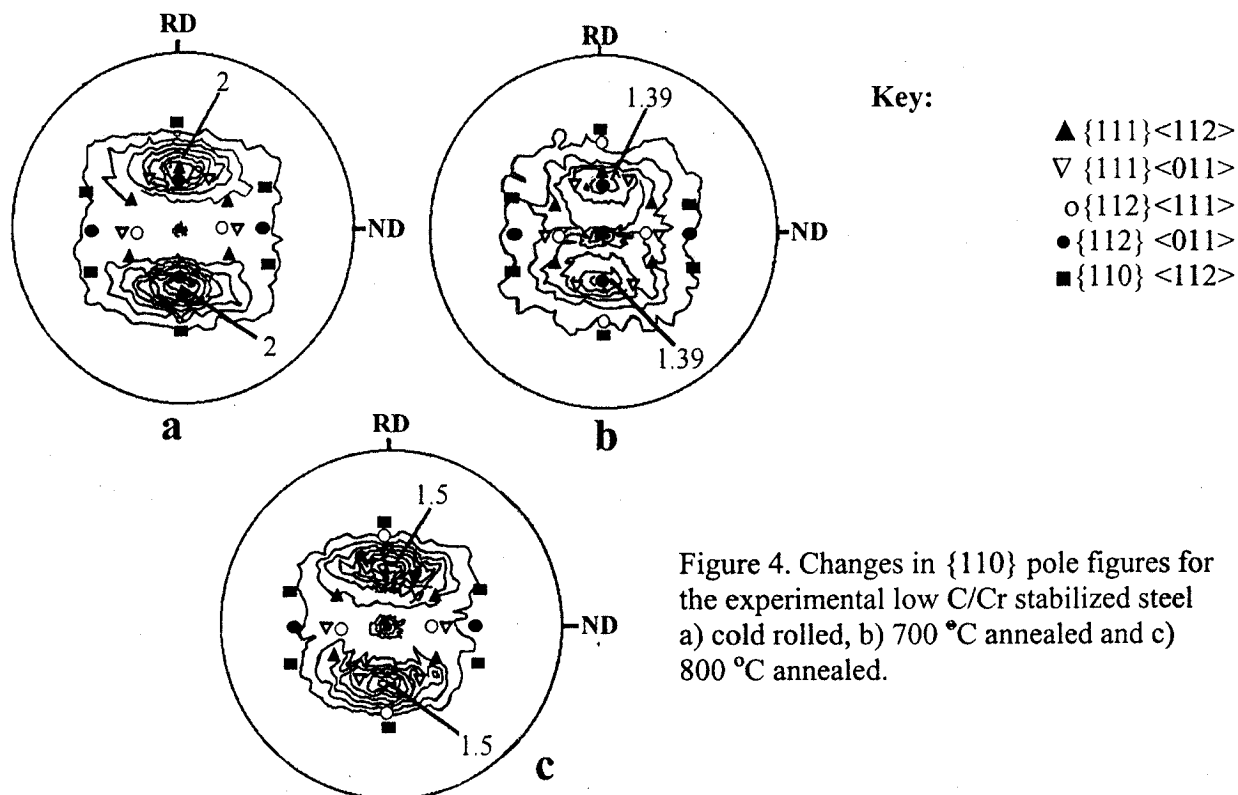 RD
2
ND
2
a
RD
1.39
ND
1.39
b
Key:
▲ {111}<112>
▽ {111}<011>
o {112}<111>
● {112} <011>
■ {110} <112>
RD
1.5
ND
1.5
c
Figure 4. Changes in {110} pole figures for
the experimental low C/Cr stabilized steel
a) cold rolled, b) 700 °C annealed and c)
800 °C annealed.